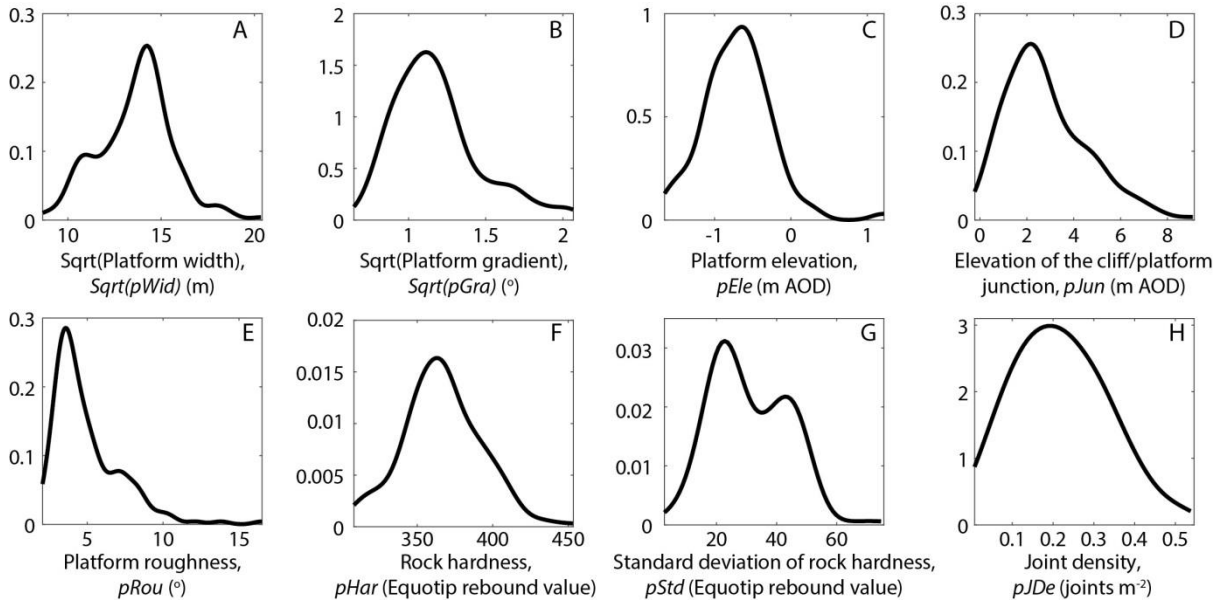 A
0.3
0.2
0.1
0
10
15
20
Sqrt(Platform width),
Sqrt(pWid) (m)
B
2
1.5
1
0.5
0
1
1.5
2
Sqrt(Platform gradient),
Sqrt(pGra) (º)
C
1
0.5
0
-1
0
1
Platform elevation,
pEle (m AOD)
D
0.3
0.2
0.1
0
0
2
4
6
8
Elevation of the cliff/platform
junction, pJun (m AOD)
E
0.3
0.2
0.1
0
5
10
15
Platform roughness,
pRou (º)
F
0.02
0.015
0.01
0.005
0
350
400
450
Rock hardness,
pHar (Equotip rebound value)
G
0.03
0.02
0.01
0
20
40
60
Standard deviation of rock hardness,
pStd (Equotip rebound value)
H
3
2
1
0
0.1
0.2
0.3
0.4
0.5
Joint density,
pJDe (joints m⁻²)